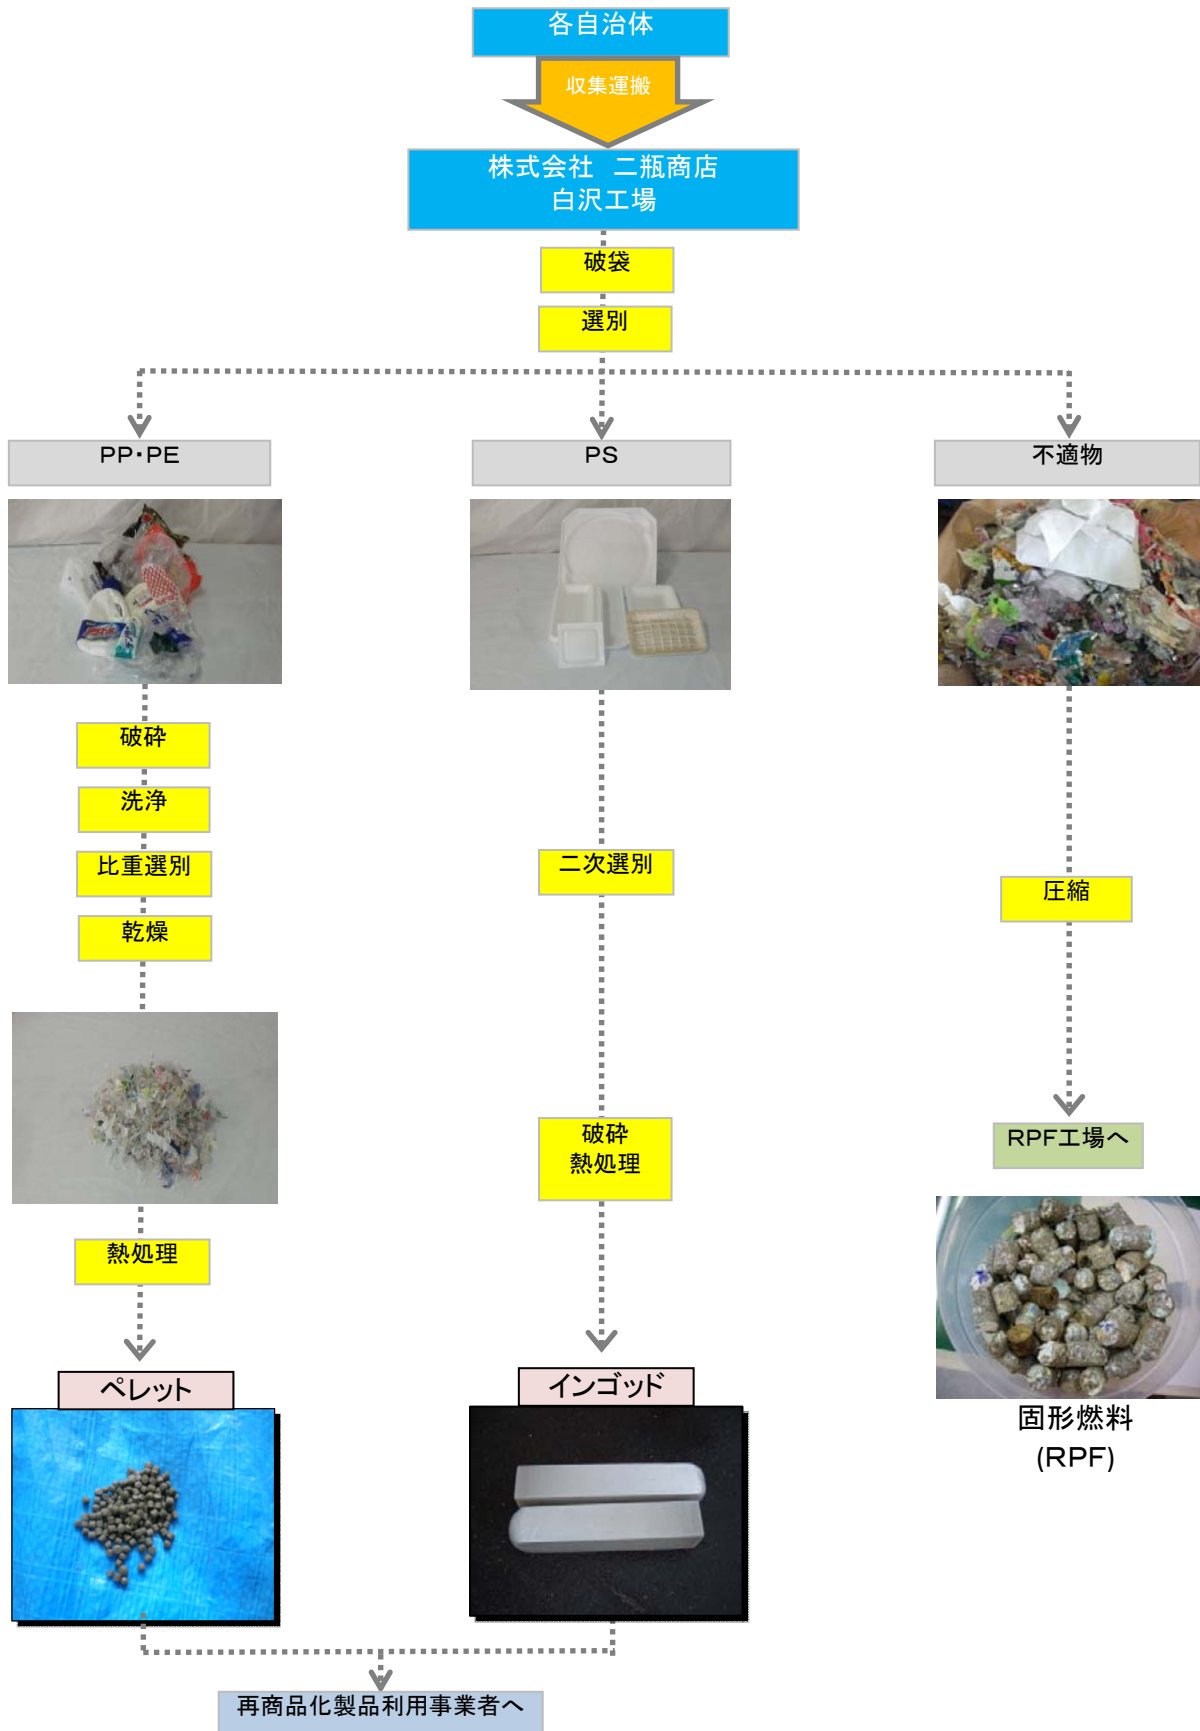 各自治体
収集運搬
株式会社　二瓶商店
白沢工場
破袋
選別
PP・PE
PS
不適物
破砕
洗浄
比重選別
乾燥
二次選別
圧縮
破砕
熱処理
RPF工場へ
熱処理
ペレット
インゴッド
固形燃料
(RPF)
再商品化製品利用事業者へ